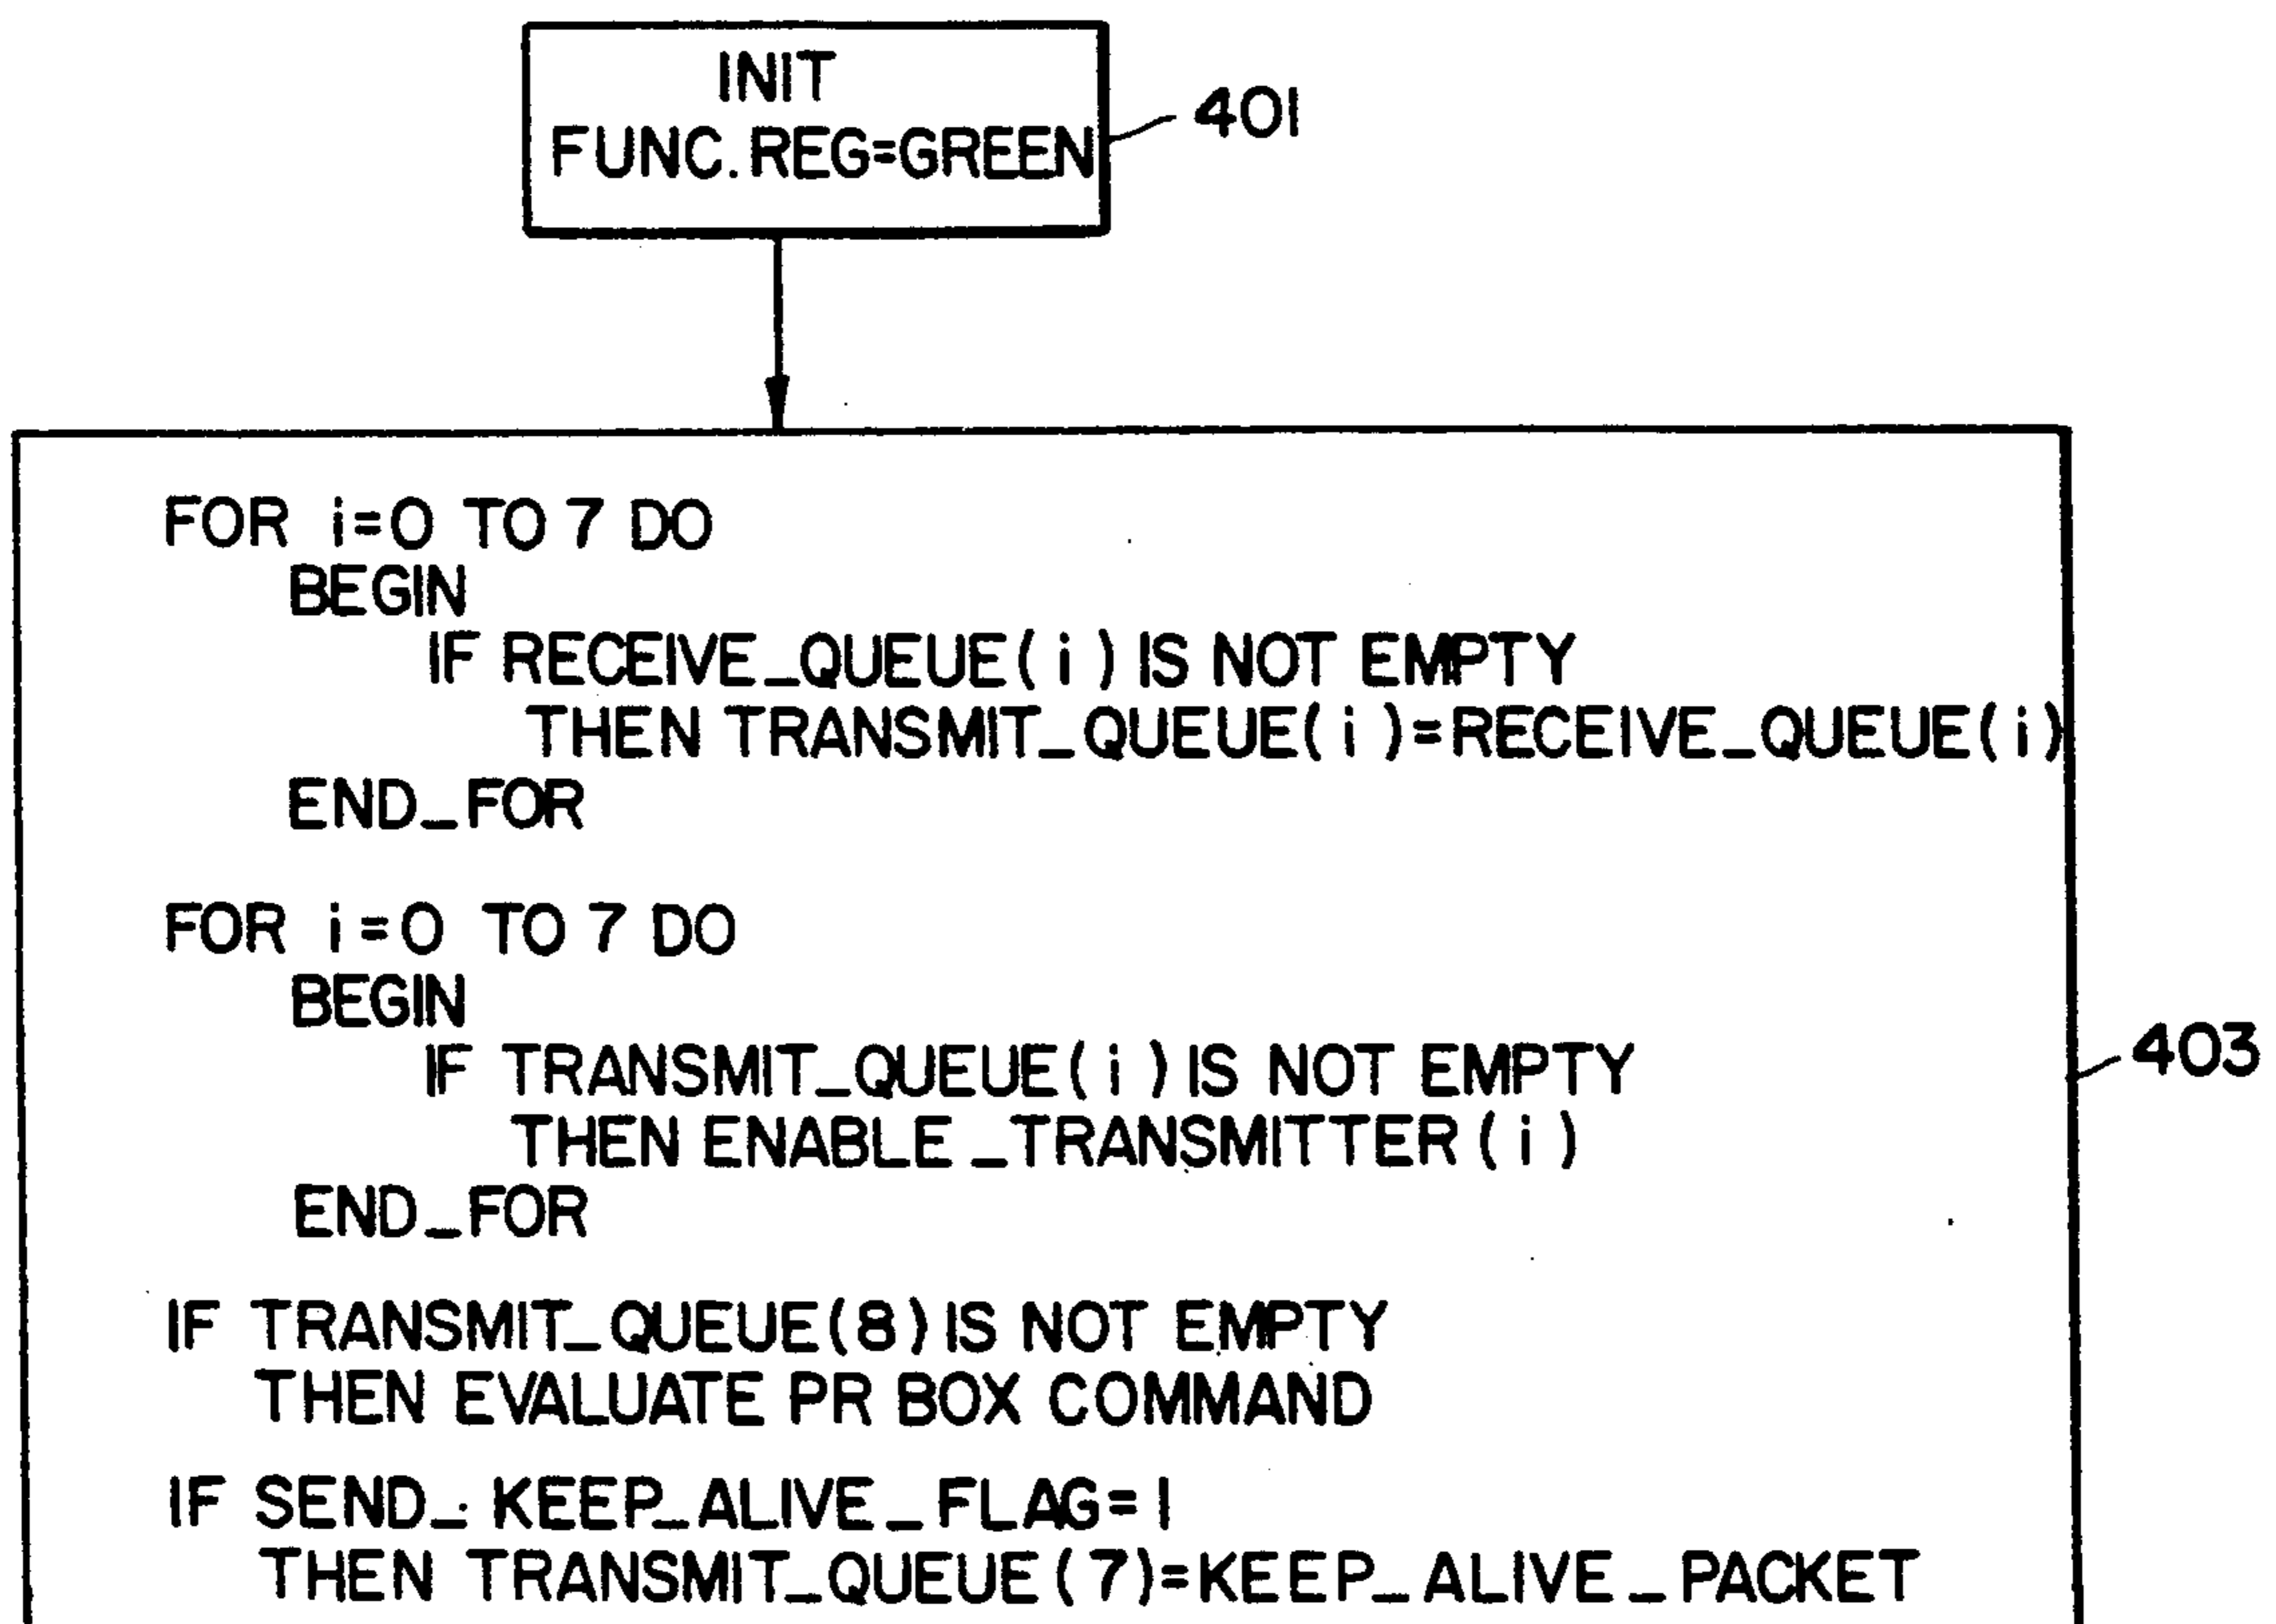 INIT
FUNC.REG=GREEN
401
FOR i=0 TO 7 DO
BEGIN
IF RECEIVE_QUEUE(i) IS NOT EMPTY
THEN TRANSMIT_QUEUE(i)=RECEIVE_QUEUE(i)
END_FOR
FOR i=0 TO 7 DO
BEGIN
IF TRANSMIT_QUEUE(i) IS NOT EMPTY
THEN ENABLE_TRANSMITTER(i)
END_FOR
403
IF TRANSMIT_QUEUE(8) IS NOT EMPTY
THEN EVALUATE PR BOX COMMAND
IF SEND_KEEP_ALIVE_FLAG=1
THEN TRANSMIT_QUEUE(7)=KEEP_ALIVE_PACKET